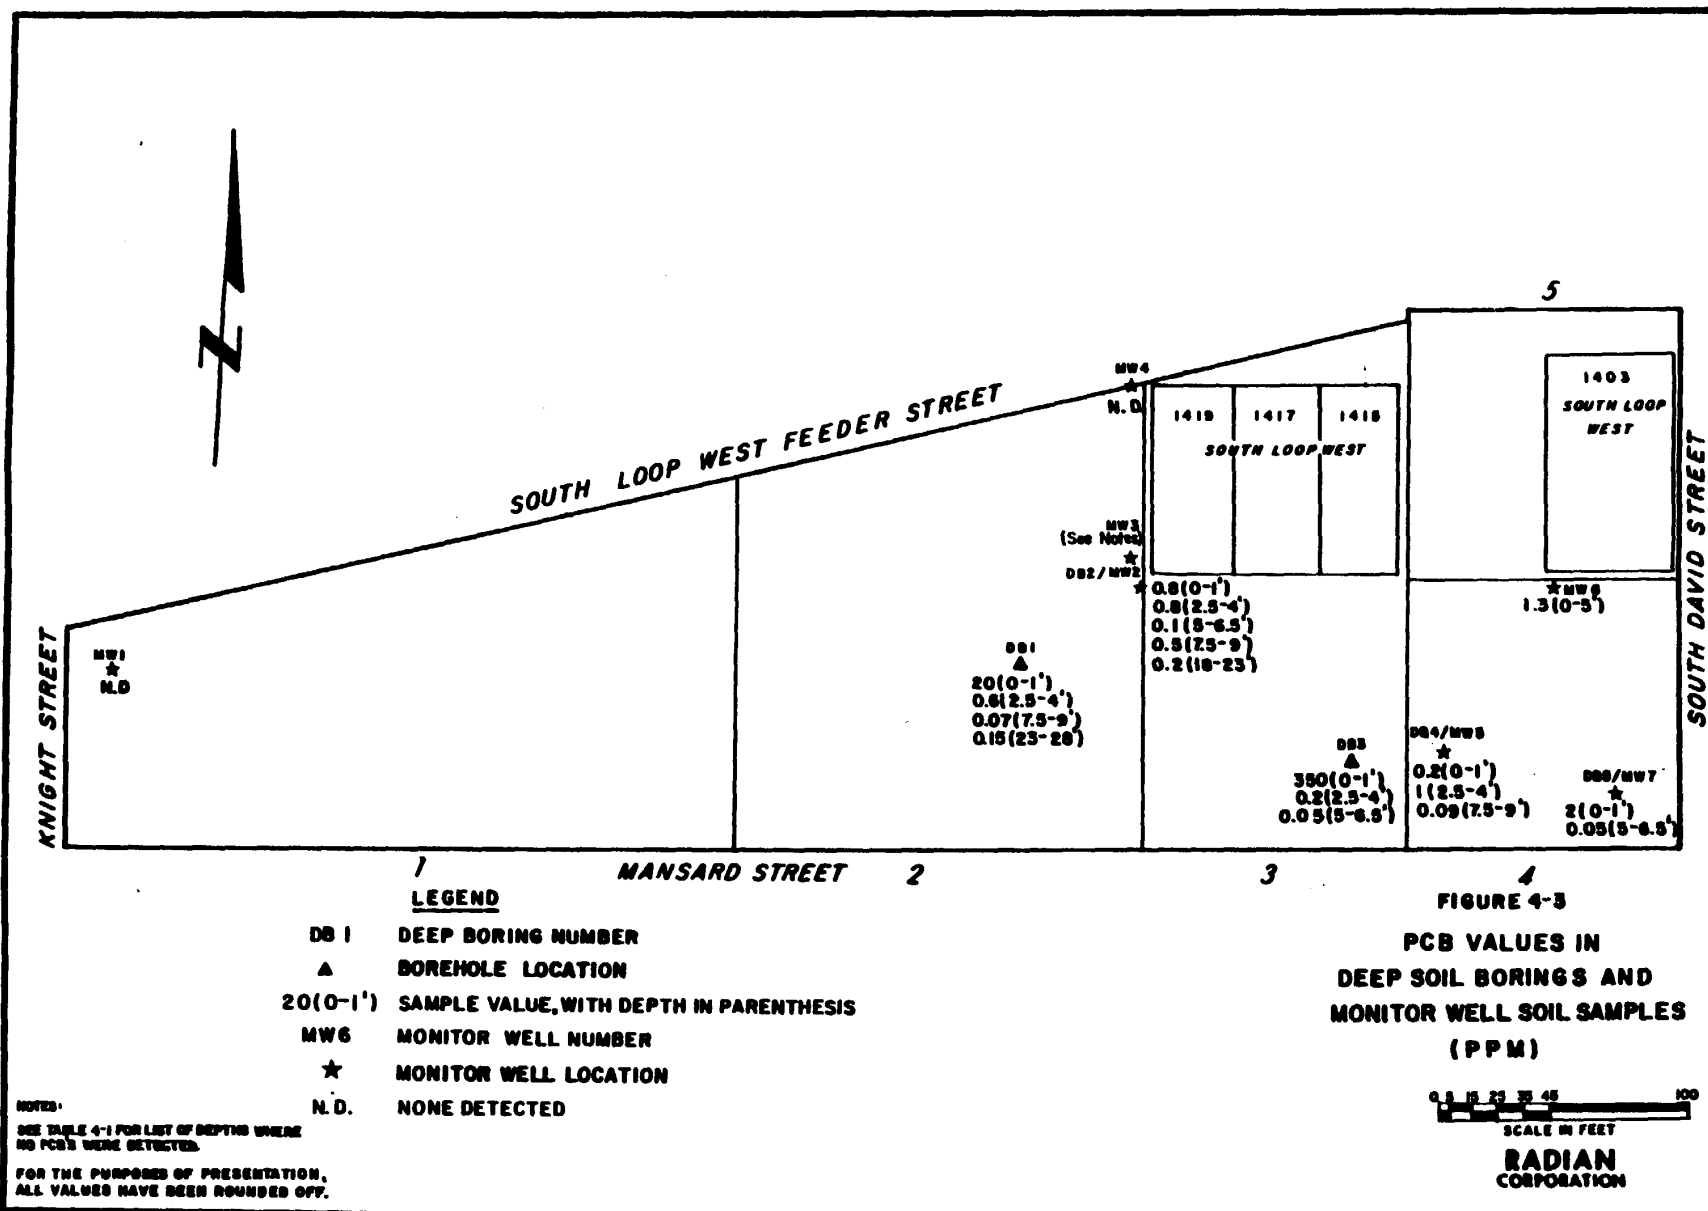 N
5
1403
SOUTH LOOP
WEST
SOUTH DAVID STREET
MW4
N.D.
1419 1417 1415
SOUTH LOOP WEST
SOUTH LOOP WEST FEEDER STREET
MW3
(See Notes)
DB2/MW2
0.8(0-1')
0.8(2.5-4')
0.1(5-6.5')
0.5(7.5-9')
0.2(18-23')
MW6
1.3(0-5')
KNIGHT STREET
MW1
N.D
DB1
20(0-1')
0.6(2.5-4')
0.07(7.5-9')
0.15(23-28')
DB3
350(0-1')
0.2(2.5-4')
0.05(5-6.5')
DB4/MW5
0.2(0-1')
1(2.5-4')
0.09(7.5-9')
DB5/MW7
2(0-1')
0.05(5-6.5')
1 MANSARD STREET 2 3 4
LEGEND
DB 1 DEEP BORING NUMBER
BOREHOLE LOCATION
20(0-1') SAMPLE VALUE, WITH DEPTH IN PARENTHESIS
MW6 MONITOR WELL NUMBER
MONITOR WELL LOCATION
N.D. NONE DETECTED
NOTES:
SEE TABLE 4-1 FOR LIST OF DEPTHS WHERE
NO PCB'S WERE DETECTED.
FOR THE PURPOSES OF PRESENTATION,
ALL VALUES HAVE BEEN ROUNDED OFF.
FIGURE 4-3
PCB VALUES IN
DEEP SOIL BORINGS AND
MONITOR WELL SOIL SAMPLES
(PPM)
0 5 15 25 35 45 100
SCALE IN FEET
RADIAN
CORPORATION